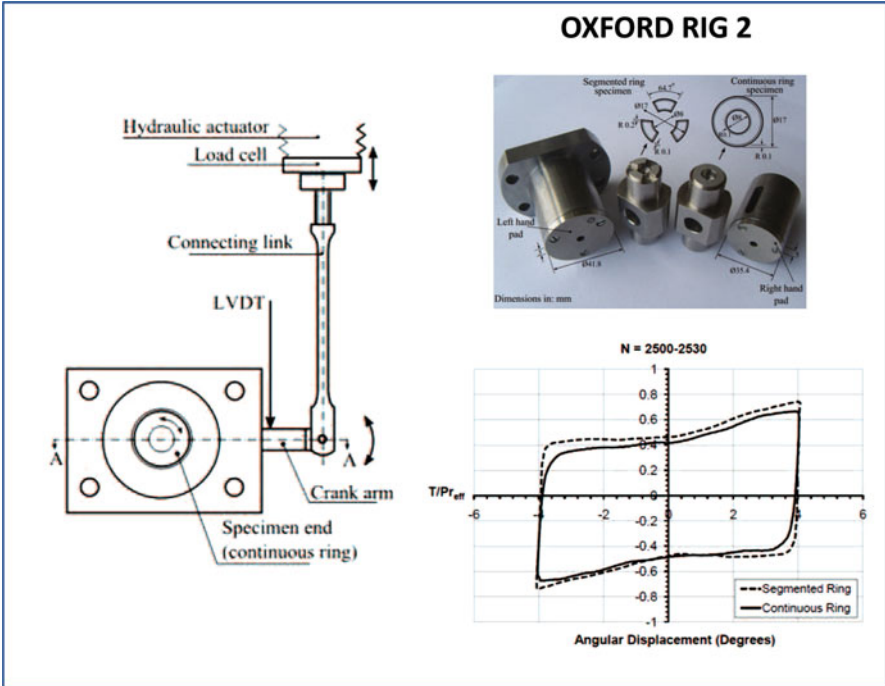 OXFORD RIG 2
Hydraulic actuator
Load cell
Connecting link
LVDT
A
A
Crank arm
Specimen end
(continuous ring)
Segmented ring
specimen
64.7°
Ø17
Ø8
R 0.2
R 0.1
Continuous ring
specimen
Ø17
R 0.1
Left hand
pad
Ø41.8
Ø35.4
Right hand
pad
Dimensions in: mm
N = 2500-2530
T/Preff
1
0.8
0.6
0.4
0.2
0
-0.2
-0.4
-0.6
-0.8
-1
-6
-4
-2
0
2
4
6
Segmented Ring
Continuous Ring
Angular Displacement (Degrees)